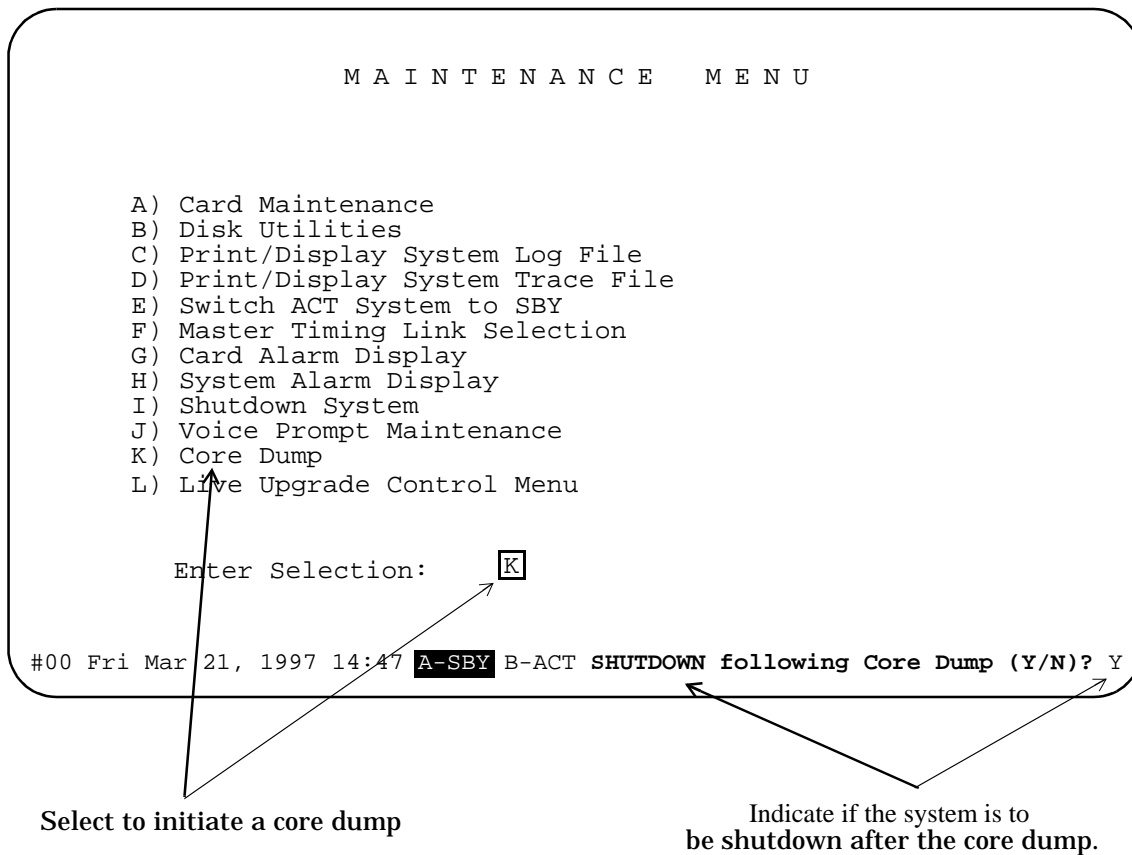 M A I N T E N A N C E M E N U
A) Card Maintenance
B) Disk Utilities
C) Print/Display System Log File
D) Print/Display System Trace File
E) Switch ACT System to SBY
F) Master Timing Link Selection
G) Card Alarm Display
H) System Alarm Display
I) Shutdown System
J) Voice Prompt Maintenance
K) Core Dump
L) Live Upgrade Control Menu
Enter Selection: K
#00 Fri Mar 21, 1997 14:47 A-SBY B-ACT SHUTDOWN following Core Dump (Y/N)? Y
Select to initiate a core dump
Indicate if the system is to
be shutdown after the core dump.